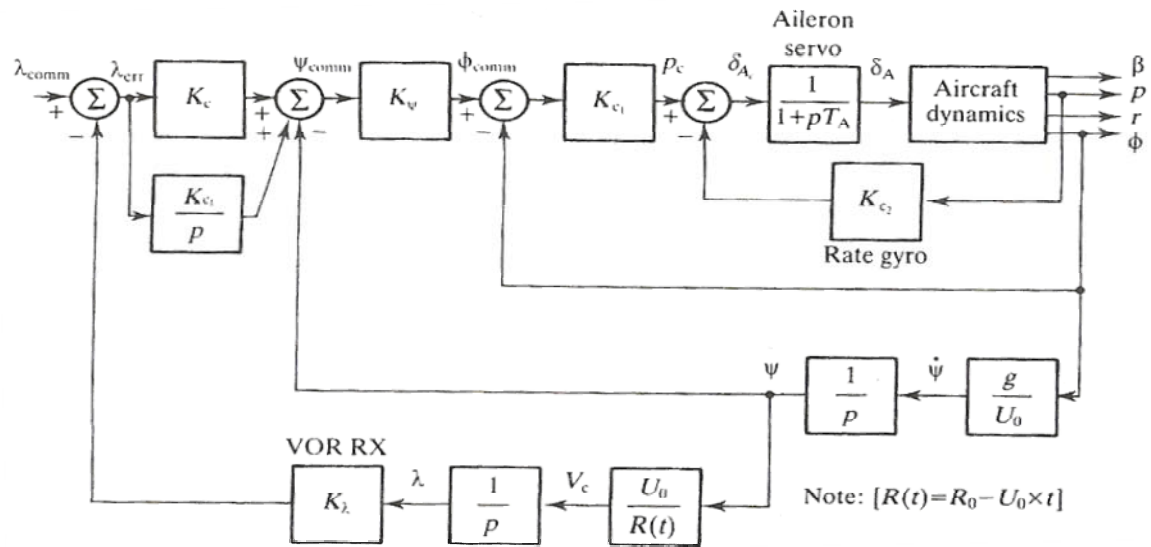 Aileron
servo
λcomm
λerr
ψcomm
ϕcomm
pc
δAc
δA
β
p
r
ϕ
Σ
Kc
Σ
Kψ
Σ
Kc1
Σ
1
1+pTA
Aircraft
dynamics
+
−
+
+
−
+
−
+
−
Kc1
p
Kc2
Rate gyro
ψ
1
p
ψ̇
g
U0
VOR RX
Kλ
λ
1
p
Vc
U0
R(t)
Note: [R(t)=R0−U0×t]